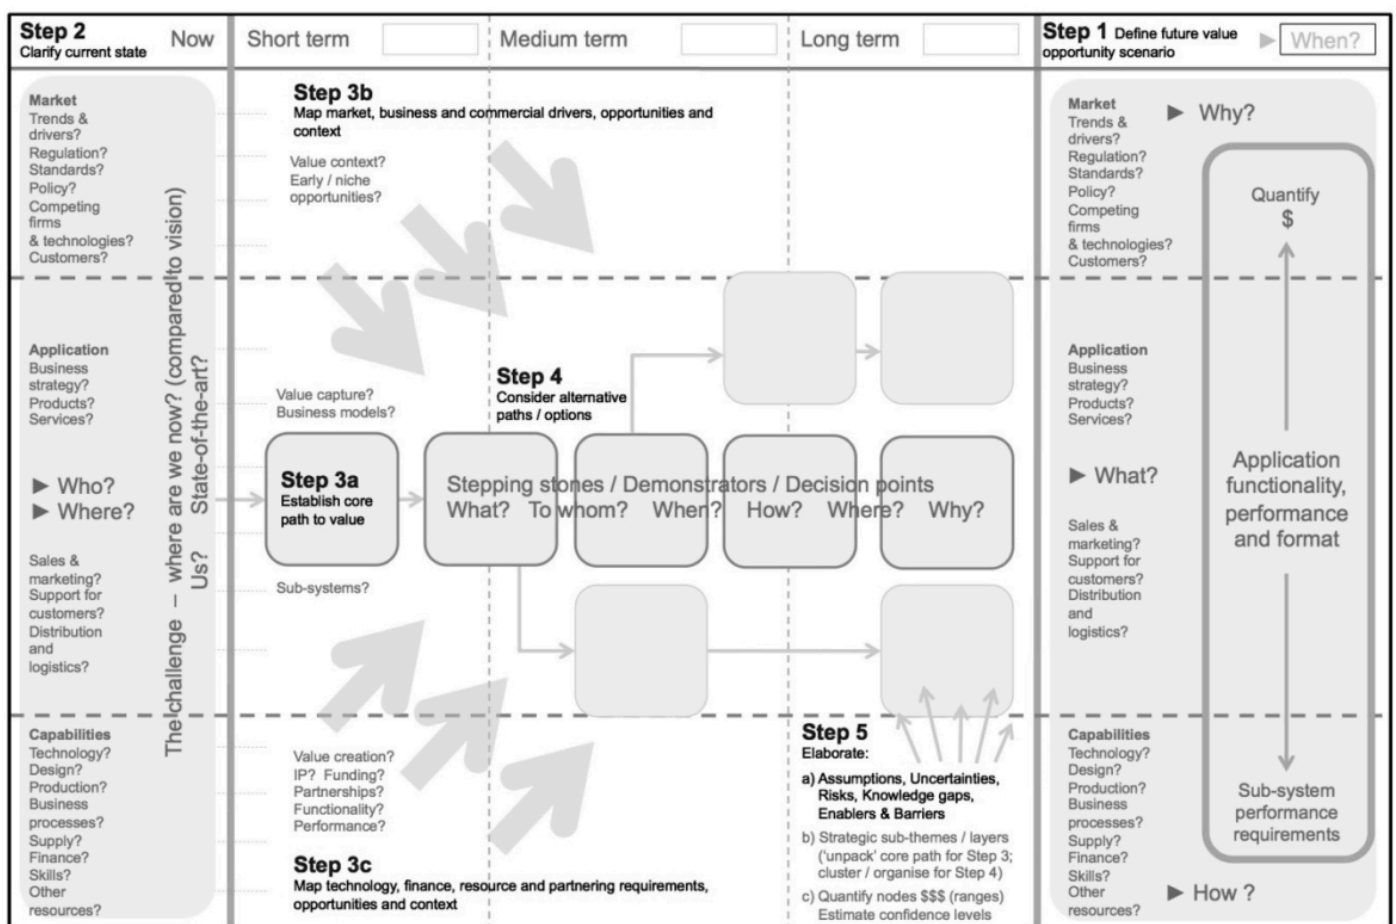 Step 2
Clarify current state
Now
Short term
Medium term
Long term
Step 1 Define future value
opportunity scenario
When?
Market
Trends &
drivers?
Regulation?
Standards?
Policy?
Competing
firms
& technologies?
Customers?
Application
Business
strategy?
Products?
Services?
Who?
Where?
Sales &
marketing?
Support for
customers?
Distribution
and
logistics?
Capabilities
Technology?
Design?
Production?
Business
processes?
Supply?
Finance?
Skills?
Other
resources?
The challenge – where are we now? (compared to vision)
Us? State-of-the-art?
Step 3b
Map market, business and commercial drivers, opportunities and
context
Value context?
Early / niche
opportunities?
Value capture?
Business models?
Step 4
Consider alternative
paths / options
Step 3a
Establish core
path to value
Stepping stones / Demonstrators / Decision points
What? To whom? When? How? Where? Why?
Sub-systems?
Value creation?
IP? Funding?
Partnerships?
Functionality?
Performance?
Step 3c
Map technology, finance, resource and partnering requirements,
opportunities and context
Step 5
Elaborate:
a) Assumptions, Uncertainties,
Risks, Knowledge gaps,
Enablers & Barriers
b) Strategic sub-themes / layers
('unpack' core path for Step 3;
cluster / organise for Step 4)
c) Quantify nodes $$$ (ranges)
Estimate confidence levels
Market
Trends &
drivers?
Regulation?
Standards?
Policy?
Competing
firms
& technologies?
Customers?
Why?
Application
Business
strategy?
Products?
Services?
What?
Sales &
marketing?
Support for
customers?
Distribution
and
logistics?
Capabilities
Technology?
Design?
Production?
Business
processes?
Supply?
Finance?
Skills?
Other
resources?
How ?
Quantify
$
Application
functionality,
performance
and format
Sub-system
performance
requirements